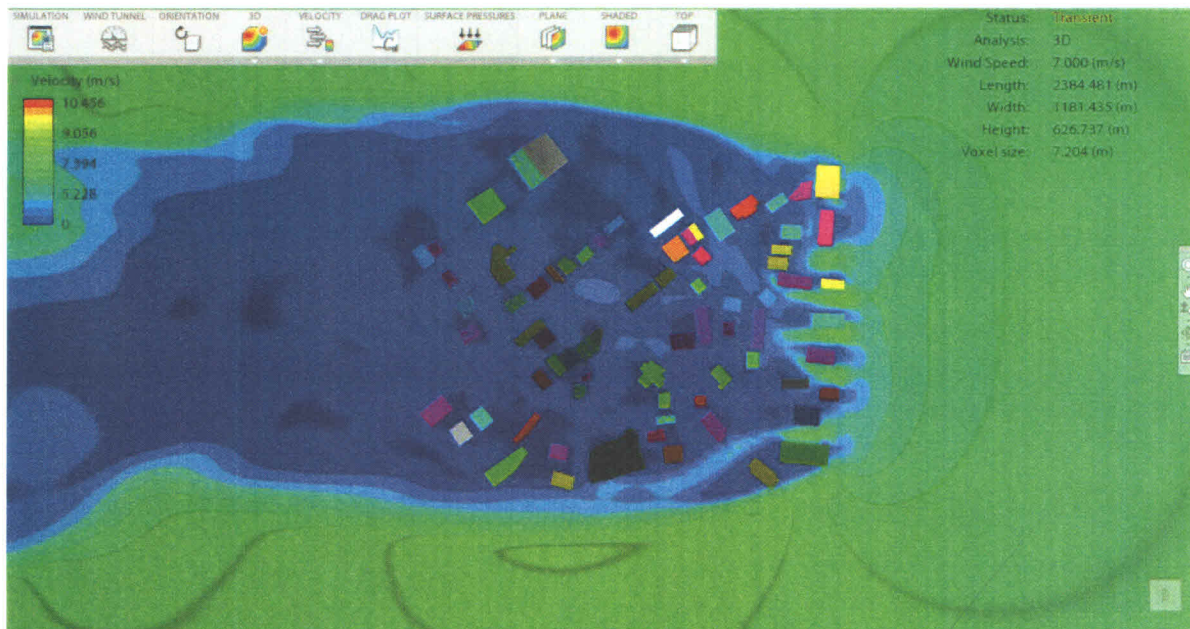 SIMULATION WIND TUNNEL ORIENTATION 3D VELOCITY DRAG PLOT SURFACE PRESSURES PLANE SHADED TOP
Velocity (m/s)
10.456
9.056
7.394
5.228
0
Status: Transient
Analysis: 3D
Wind Speed: 7.000 (m/s)
Length: 2384.481 (m)
Width: 1181.435 (m)
Height: 626.737 (m)
Voxel size: 7.204 (m)